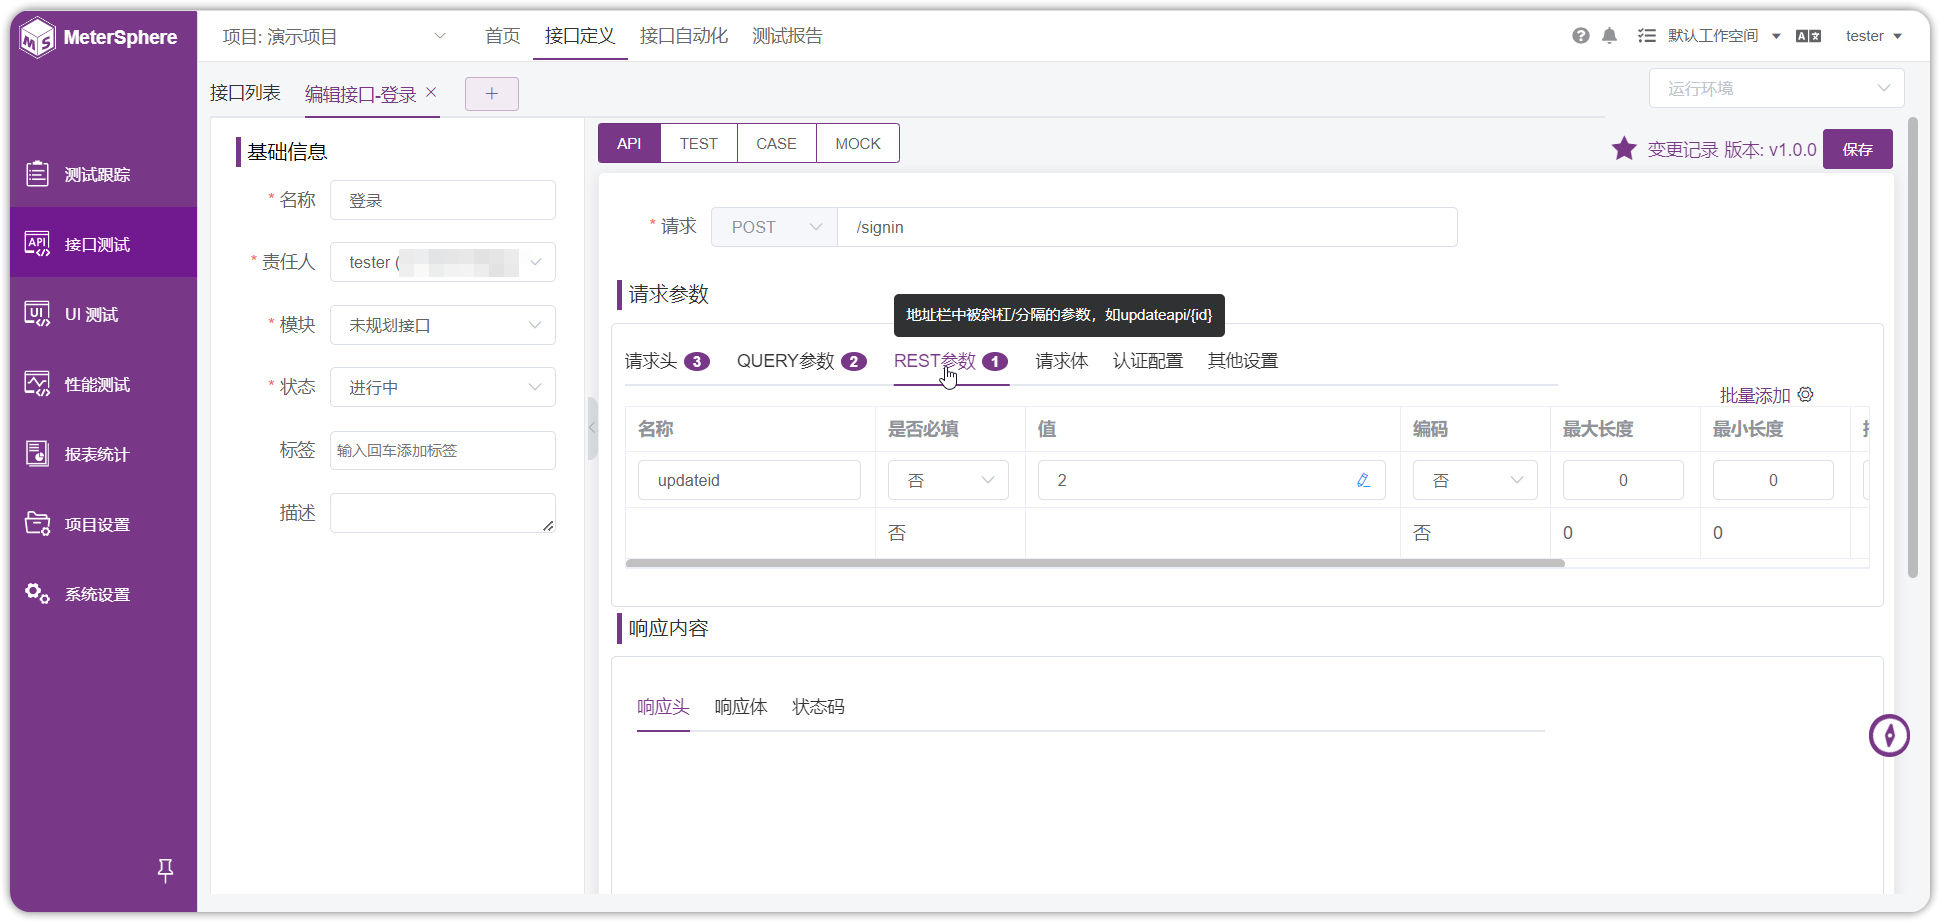 MeterSphere
项目: 演示项目
首页
接口定义
接口自动化
测试报告
默认工作空间
tester
接口列表
编辑接口-登录
+
运行环境
测试跟踪
接口测试
UI 测试
性能测试
报表统计
项目设置
系统设置
基础信息
* 名称
登录
* 责任人
tester (
* 模块
未规划接口
* 状态
进行中
标签
输入回车添加标签
描述
API
TEST
CASE
MOCK
变更记录 版本: v1.0.0
保存
* 请求
POST
/signin
请求参数
地址栏中被斜杠/分隔的参数，如updateapi/{id}
请求头 3
QUERY参数 2
REST参数 1
请求体
认证配置
其他设置
批量添加
名称
是否必填
值
编码
最大长度
最小长度
updateid
否
2
否
0
0
否
否
0
0
响应内容
响应头
响应体
状态码